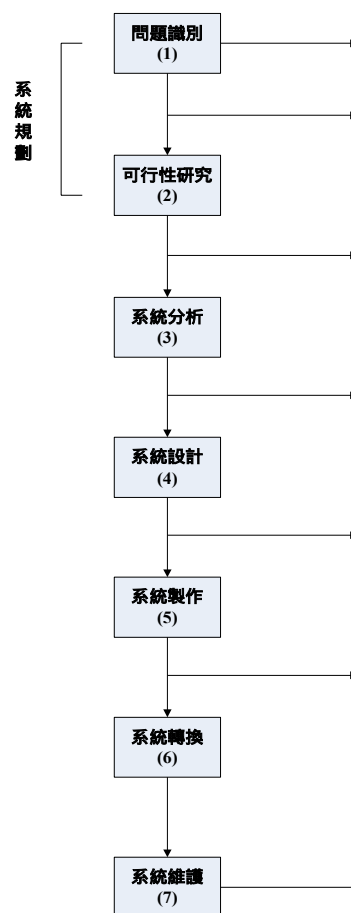 問題識別
(1)
系統規劃
可行性研究
(2)
系統分析
(3)
系統設計
(4)
系統製作
(5)
系統轉換
(6)
系統維護
(7)